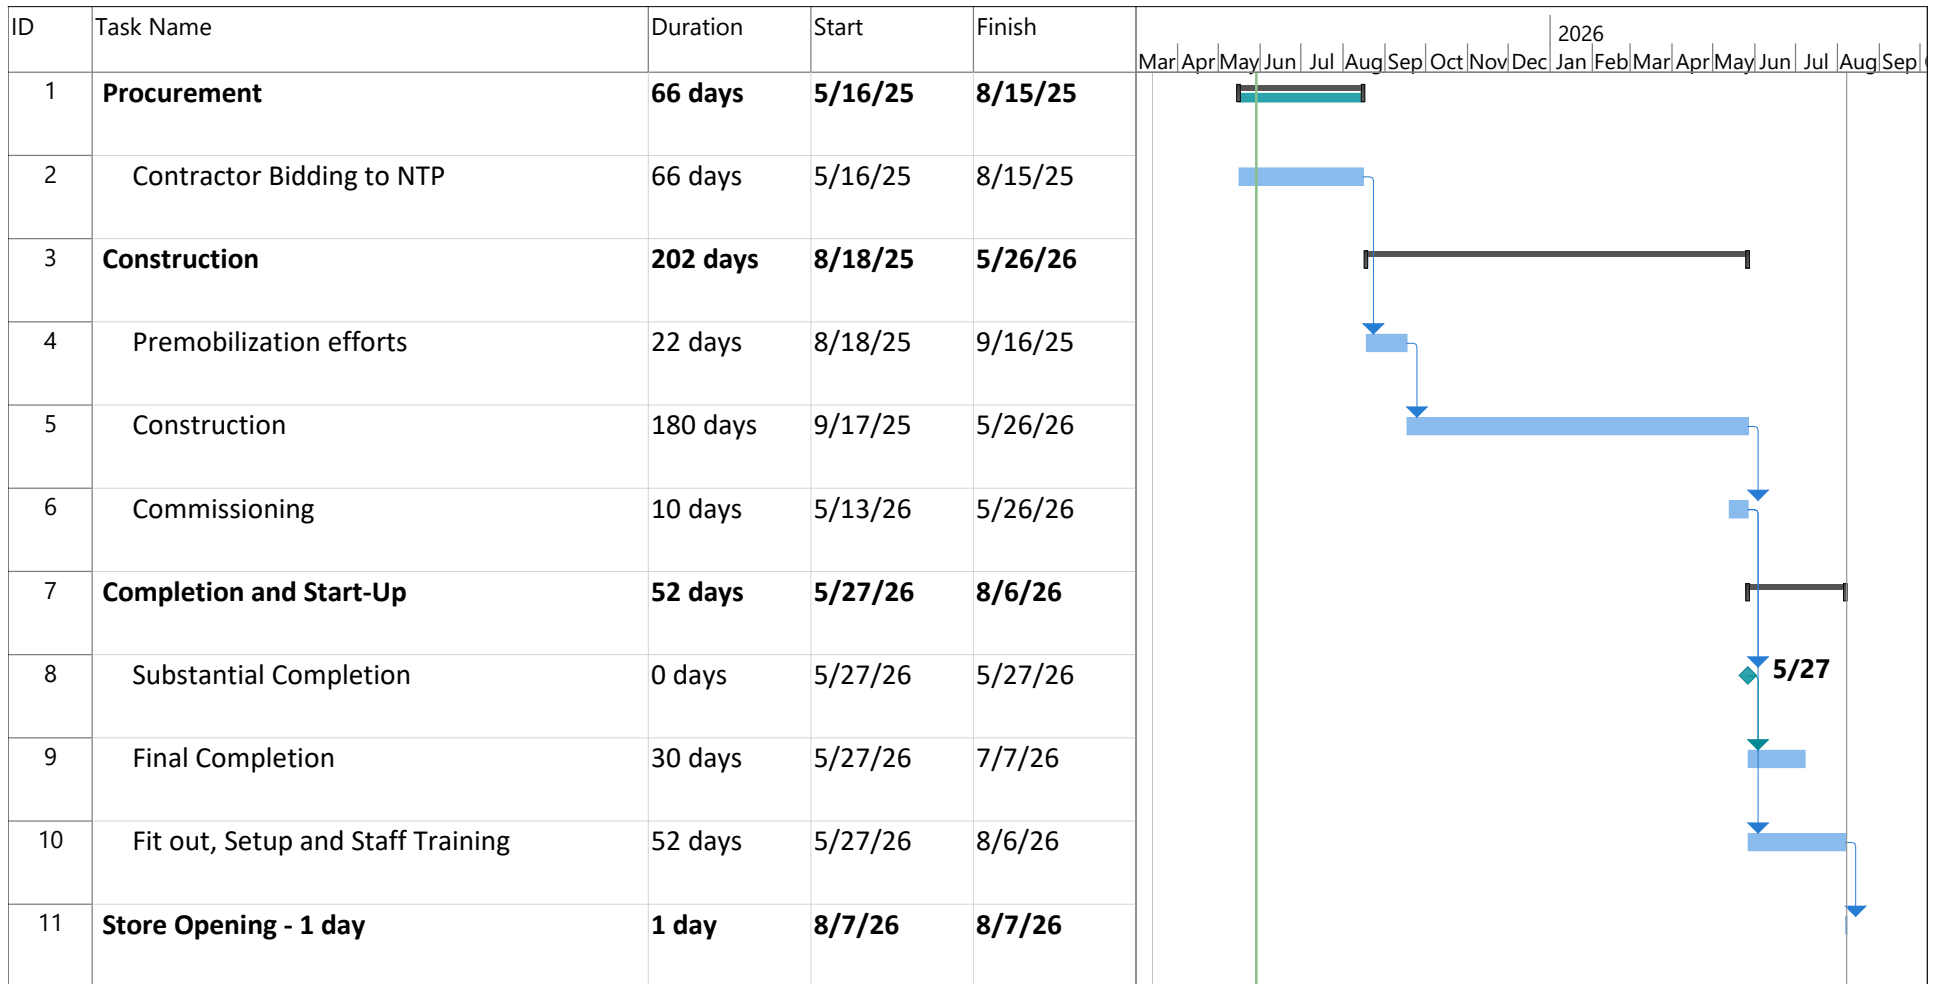 ID Task Name Duration Start Finish
2026
Mar Apr May Jun Jul Aug Sep Oct Nov Dec Jan Feb Mar Apr May Jun Jul Aug Sep
1 Procurement 66 days 5/16/25 8/15/25
2 Contractor Bidding to NTP 66 days 5/16/25 8/15/25
3 Construction 202 days 8/18/25 5/26/26
4 Premobilization efforts 22 days 8/18/25 9/16/25
5 Construction 180 days 9/17/25 5/26/26
6 Commissioning 10 days 5/13/26 5/26/26
7 Completion and Start-Up 52 days 5/27/26 8/6/26
8 Substantial Completion 0 days 5/27/26 5/27/26 5/27
9 Final Completion 30 days 5/27/26 7/7/26
10 Fit out, Setup and Staff Training 52 days 5/27/26 8/6/26
11 Store Opening - 1 day 1 day 8/7/26 8/7/26